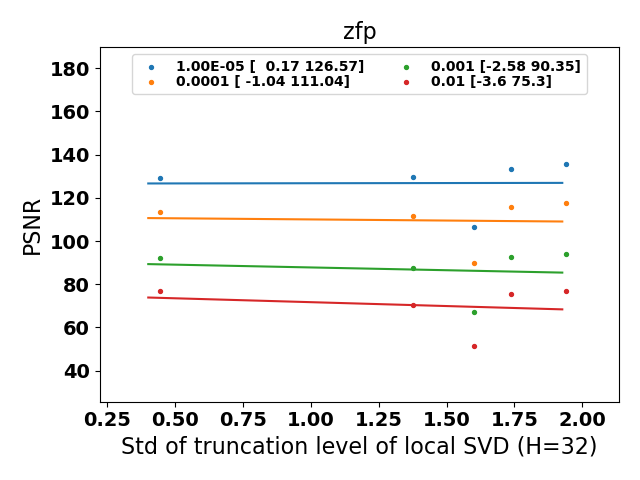 zfp
1.00E-05 [  0.17 126.57]
0.0001 [ -1.04 111.04]
0.001 [-2.58 90.35]
0.01 [-3.6 75.3]
PSNR
180
160
140
120
100
80
60
40
0.25 0.50 0.75 1.00 1.25 1.50 1.75 2.00
Std of truncation level of local SVD (H=32)